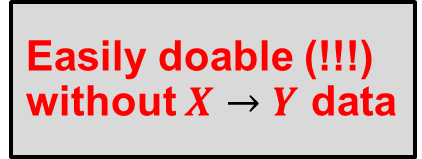 Easily doable (!!!)
without X → Y data